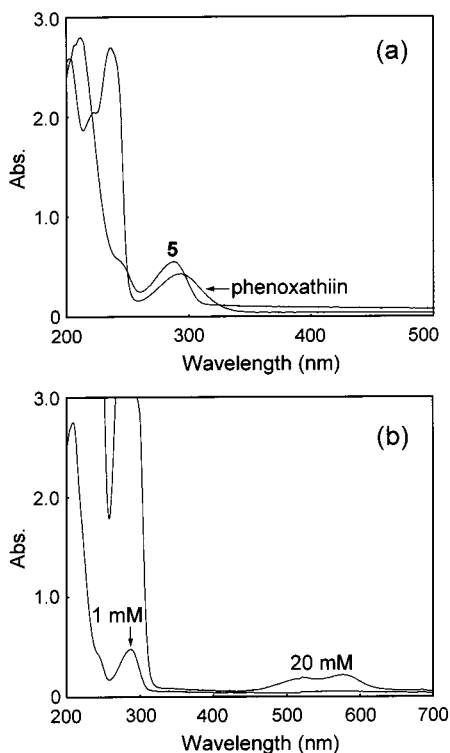 (a)
3.0
2.0
1.0
0
Abs.
5
phenoxathiin
200 300 400 500
Wavelength (nm)
(b)
3.0
2.0
1.0
0
Abs.
1 mM
20 mM
200 300 400 500 600 700
Wavelength (nm)